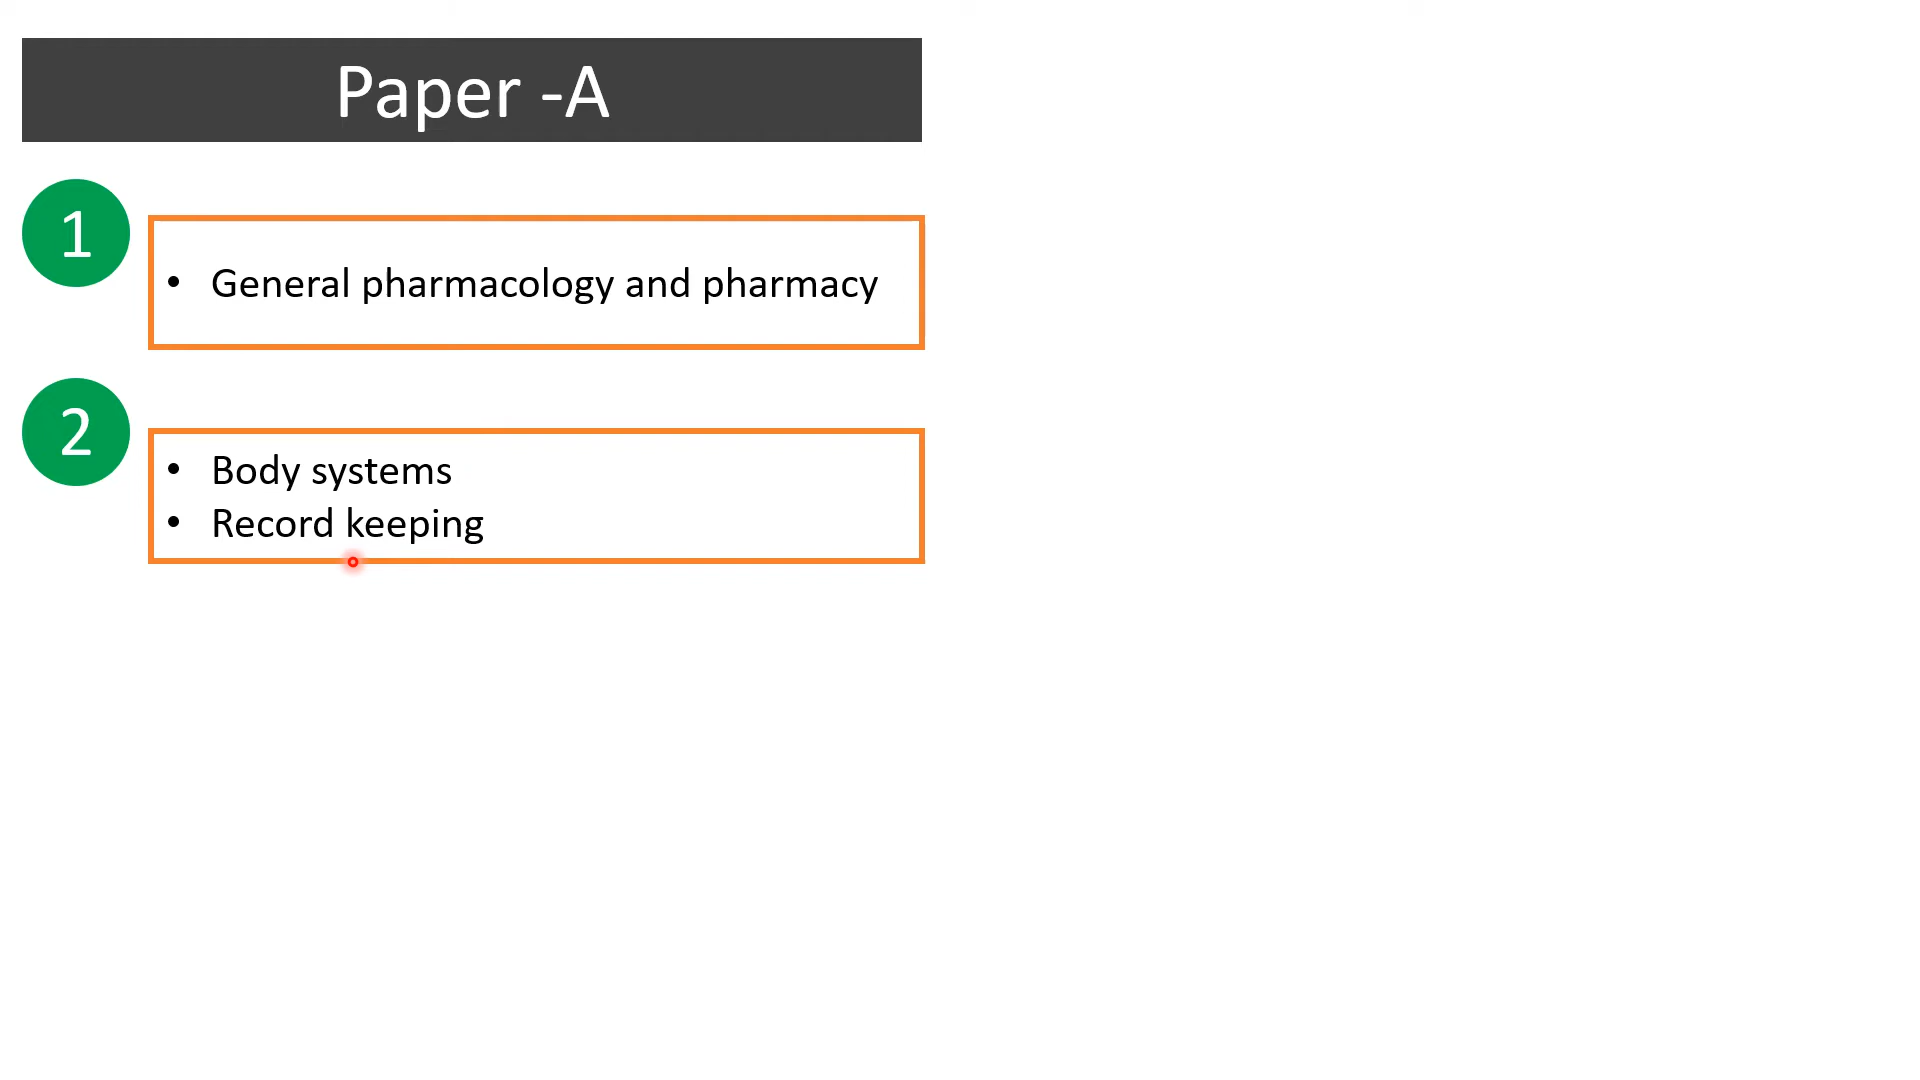 Paper -A
1
• General pharmacology and pharmacy
2
• Body systems
• Record keeping